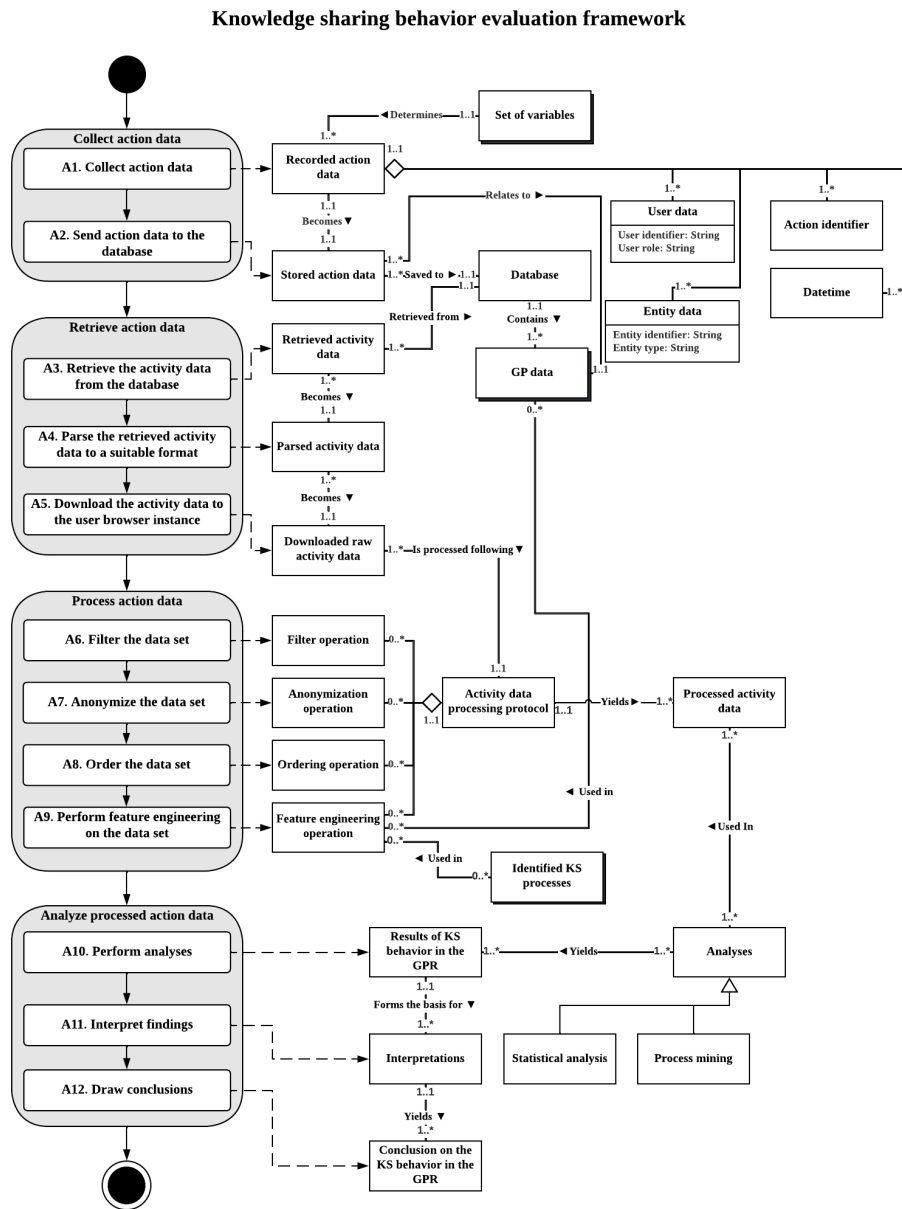 Knowledge sharing behavior evaluation framework
Collect action data
A1. Collect action data
A2. Send action data to the
database
Retrieve action data
A3. Retrieve the activity data
from the database
A4. Parse the retrieved activity
data to a suitable format
A5. Download the activity data to
the user browser instance
Process action data
A6. Filter the data set
A7. Anonymize the data set
A8. Order the data set
A9. Perform feature engineering
on the data set
Analyze processed action data
A10. Perform analyses
A11. Interpret findings
A12. Draw conclusions
◄ Determines
1..1
Set of variables
1..*
1..1
Recorded action
data
1..1
Becomes ▼
1..1
Relates to ►
1..*
User data
User identifier: String
User role: String
1..*
Action identifier
Stored action data
1..*
1..*
Saved to ►
1..1
1..1
Database
1..*
Entity data
Entity identifier: String
Entity type: String
Datetime
1..*
Retrieved from ►
1..1
Contains ▼
1..*
Retrieved activity
data
1..*
GP data
1..1
0..*
1..*
Becomes ▼
1..1
Parsed activity data
1..*
Becomes ▼
1..1
Downloaded raw
activity data
1..*
Is processed following ▼
1..1
Filter operation
0..*
Anonymization
operation
0..*
1..1
Activity data
processing protocol
1..1
Yields ►
1..*
Processed activity
data
1..*
Ordering operation
0..*
Feature engineering
operation
0..*
0..*
0..*
◄ Used in
◄ Used in
0..*
Identified KS
processes
◄ Used In
1..*
Results of KS
behavior in the
GPR
1..*
◄ Yields
1..*
Analyses
1..1
Forms the basis for ▼
1..*
Interpretations
Statistical analysis
Process mining
1..1
Yields ▼
1..*
Conclusion on the
KS behavior in the
GPR